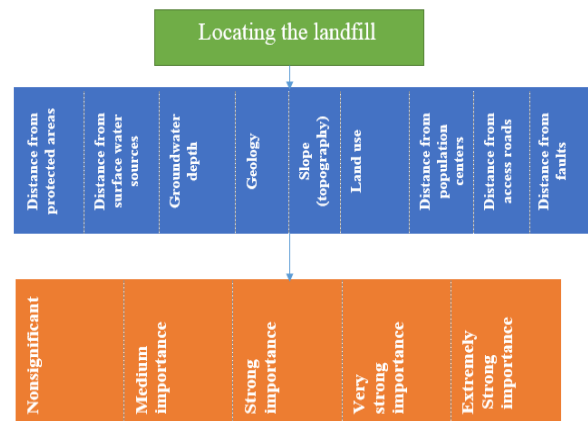 Locating the landfill
Distance from
protected areas
Distance from
surface water
sources
Groundwater
depth
Geology
Slope
(topography)
Land use
Distance from
population
centers
Distance from
access roads
Distance from
faults
Nonsignificant
Medium
importance
Strong
importance
Very
strong
importance
Extremely
Strong
importance